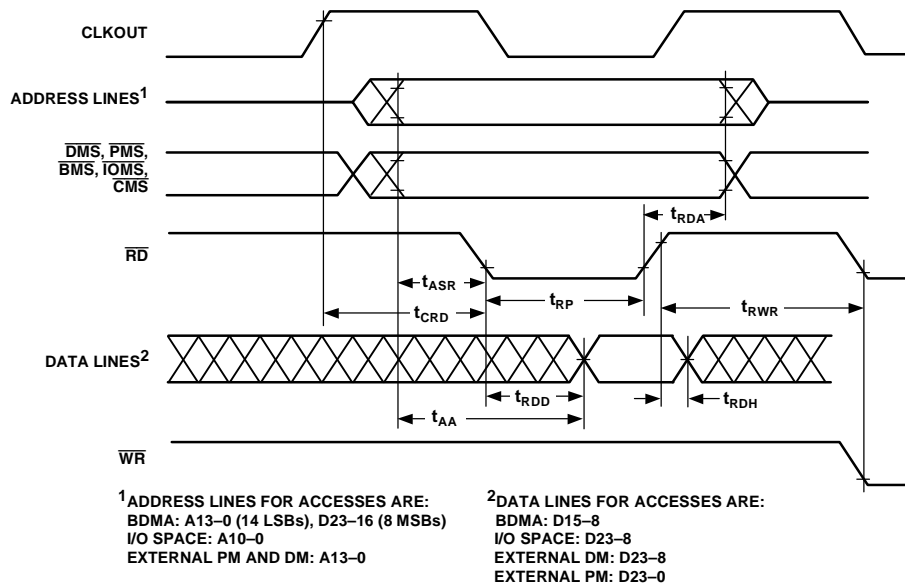 CLKOUT
ADDRESS LINES1
DMS, PMS,
BMS, IOMS,
CMS
tRDA
RD
tASR
tRP
tCRD
tRWR
DATA LINES2
tRDD
tRDH
tAA
WR
1ADDRESS LINES FOR ACCESSES ARE:
BDMA: A13–0 (14 LSBs), D23–16 (8 MSBs)
I/O SPACE: A10–0
EXTERNAL PM AND DM: A13–0
2DATA LINES FOR ACCESSES ARE:
BDMA: D15–8
I/O SPACE: D23–8
EXTERNAL DM: D23–8
EXTERNAL PM: D23–0